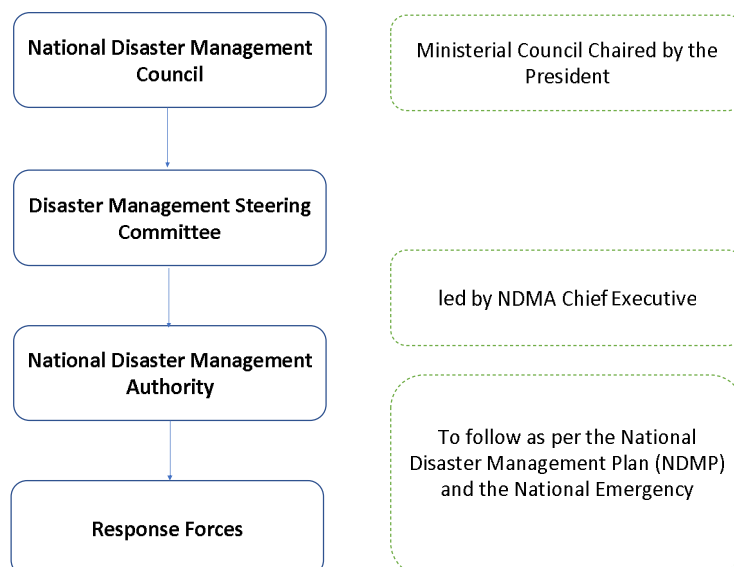 National Disaster Management
Council
Ministerial Council Chaired by the
President
Disaster Management Steering
Committee
led by NDMA Chief Executive
National Disaster Management
Authority
To follow as per the National
Disaster Management Plan (NDMP)
and the National Emergency
Response Forces